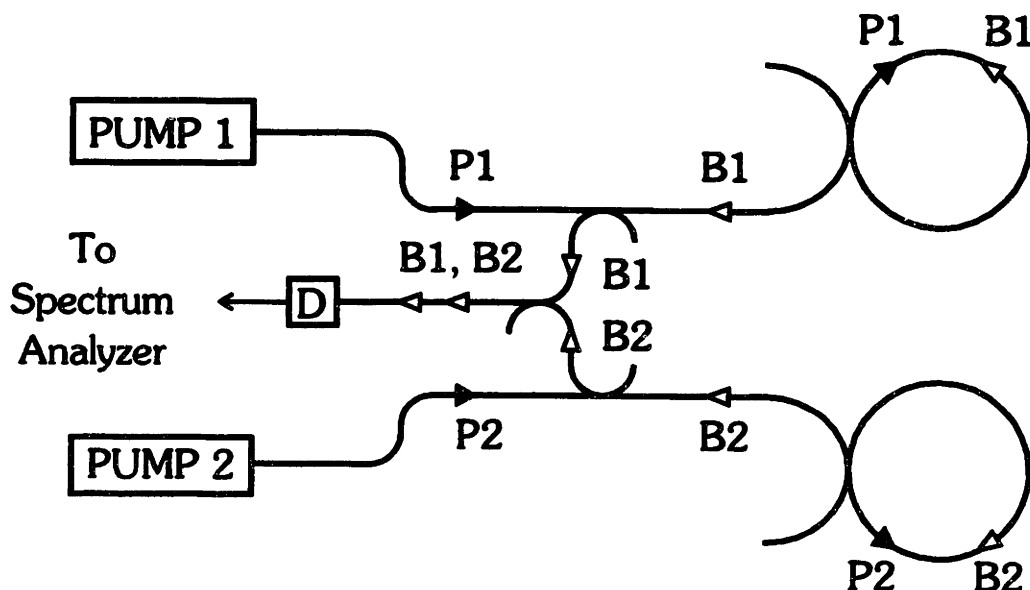 P1 B1
PUMP 1
P1 B1
To
Spectrum
Analyzer
B1, B2
B1
D
B2
P2 B2
PUMP 2
P2 B2